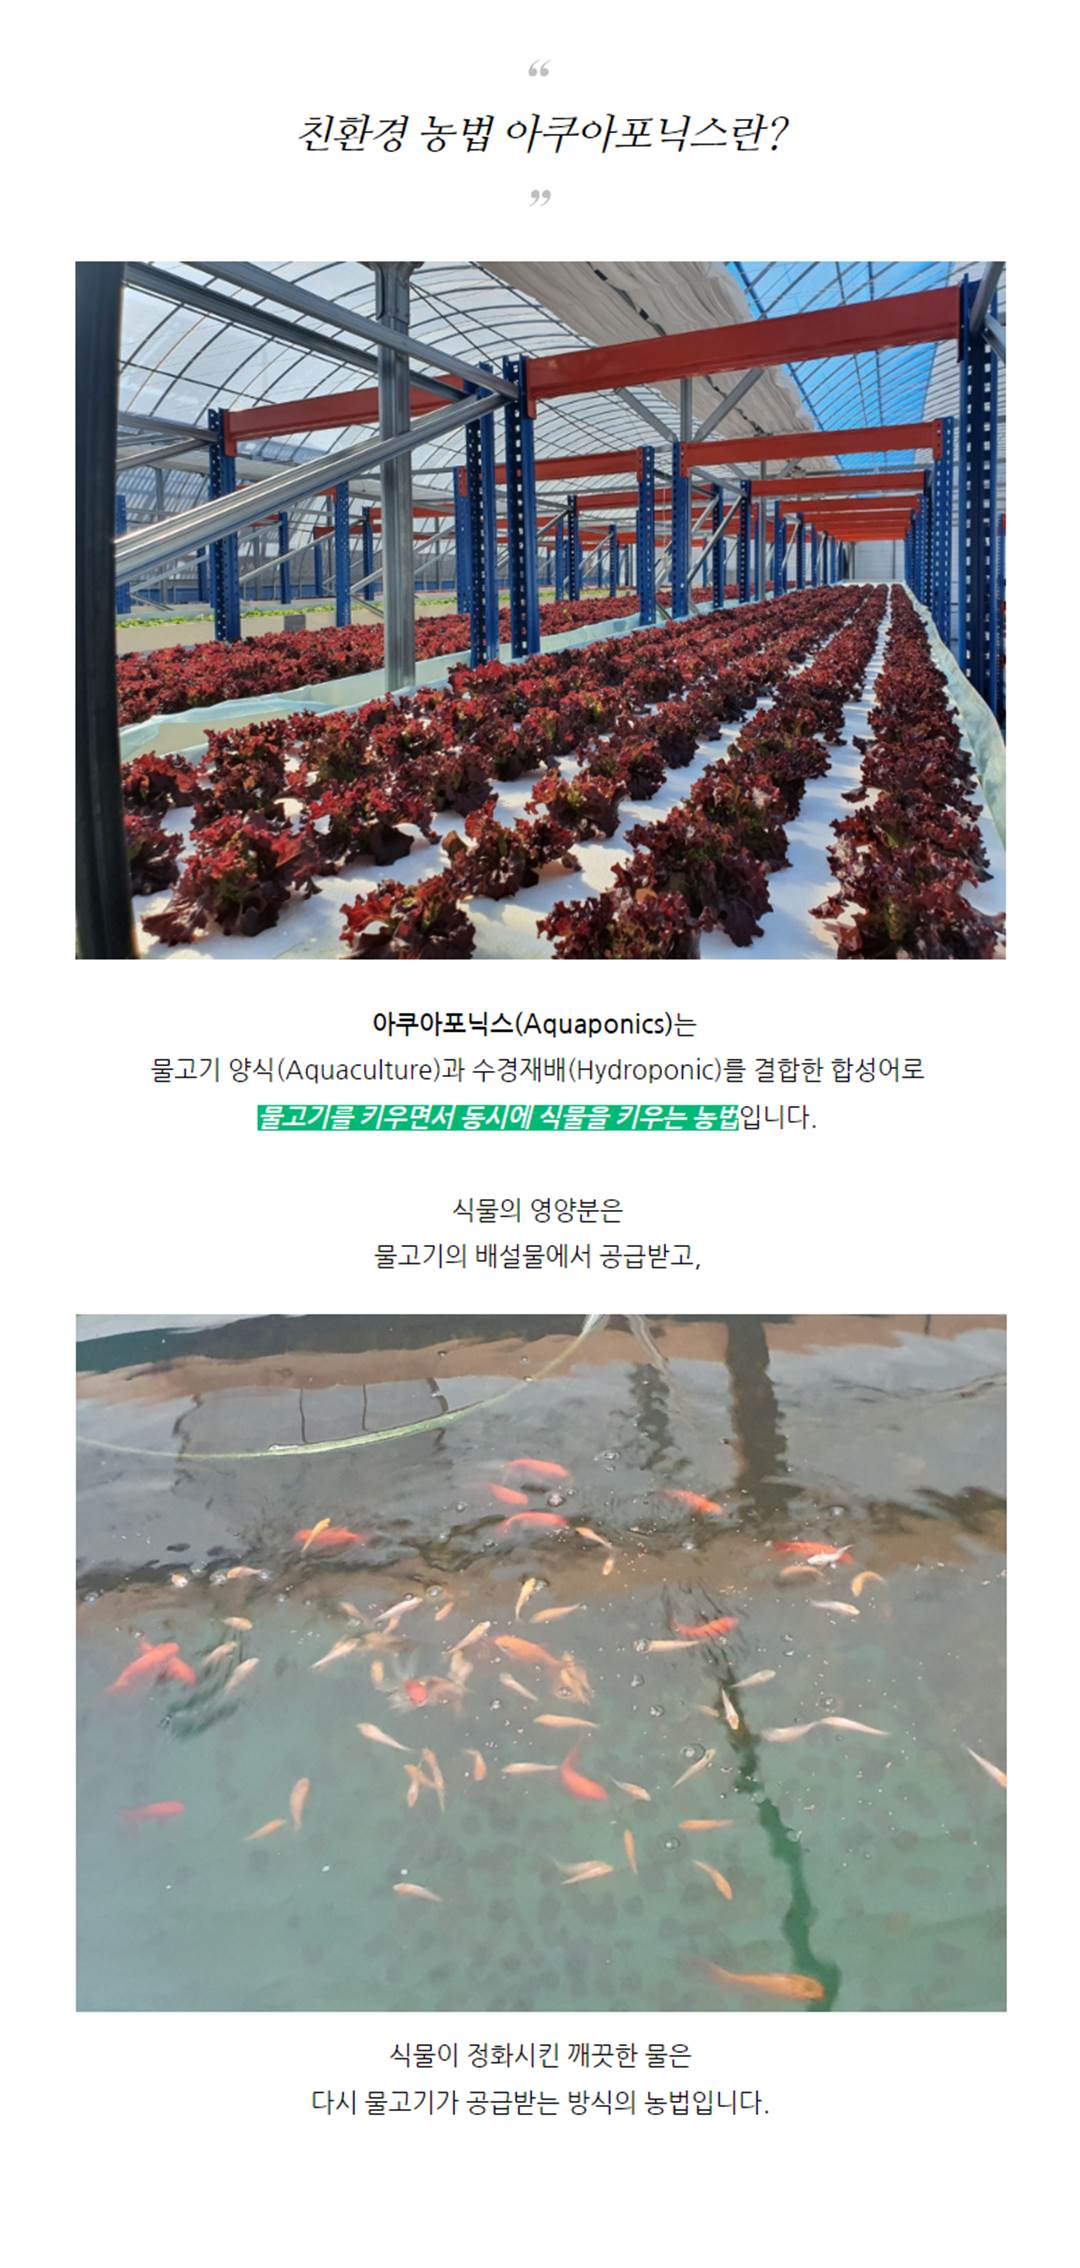 “
친환경 농법 아쿠아포닉스란?
”
아쿠아포닉스(Aquaponics)는
물고기 양식(Aquaculture)과 수경재배(Hydroponic)를 결합한 합성어로
물고기를 키우면서 동시에 식물을 키우는 농법입니다.
식물의 영양분은
물고기의 배설물에서 공급받고,
식물이 정화시킨 깨끗한 물은
다시 물고기가 공급받는 방식의 농법입니다.